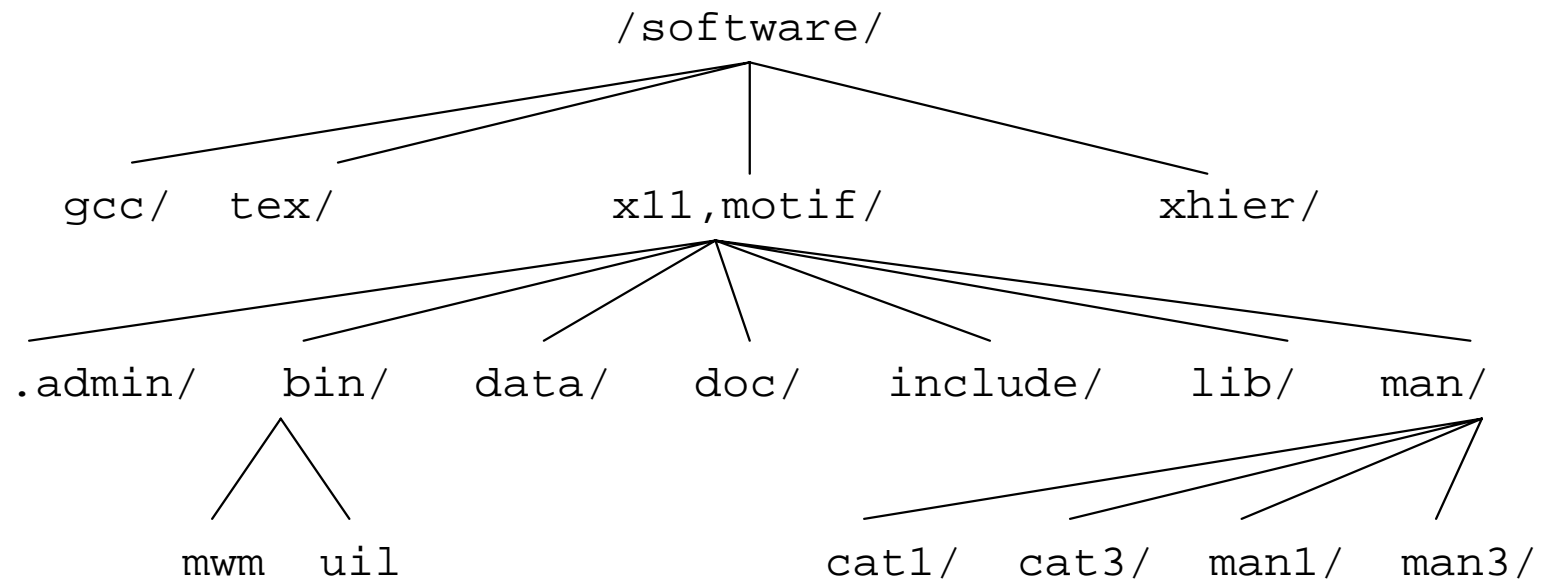 /software/
gcc/ tex/ x11,motif/ xhier/
.admin/ bin/ data/ doc/ include/ lib/ man/
mwm uil cat1/ cat3/ man1/ man3/